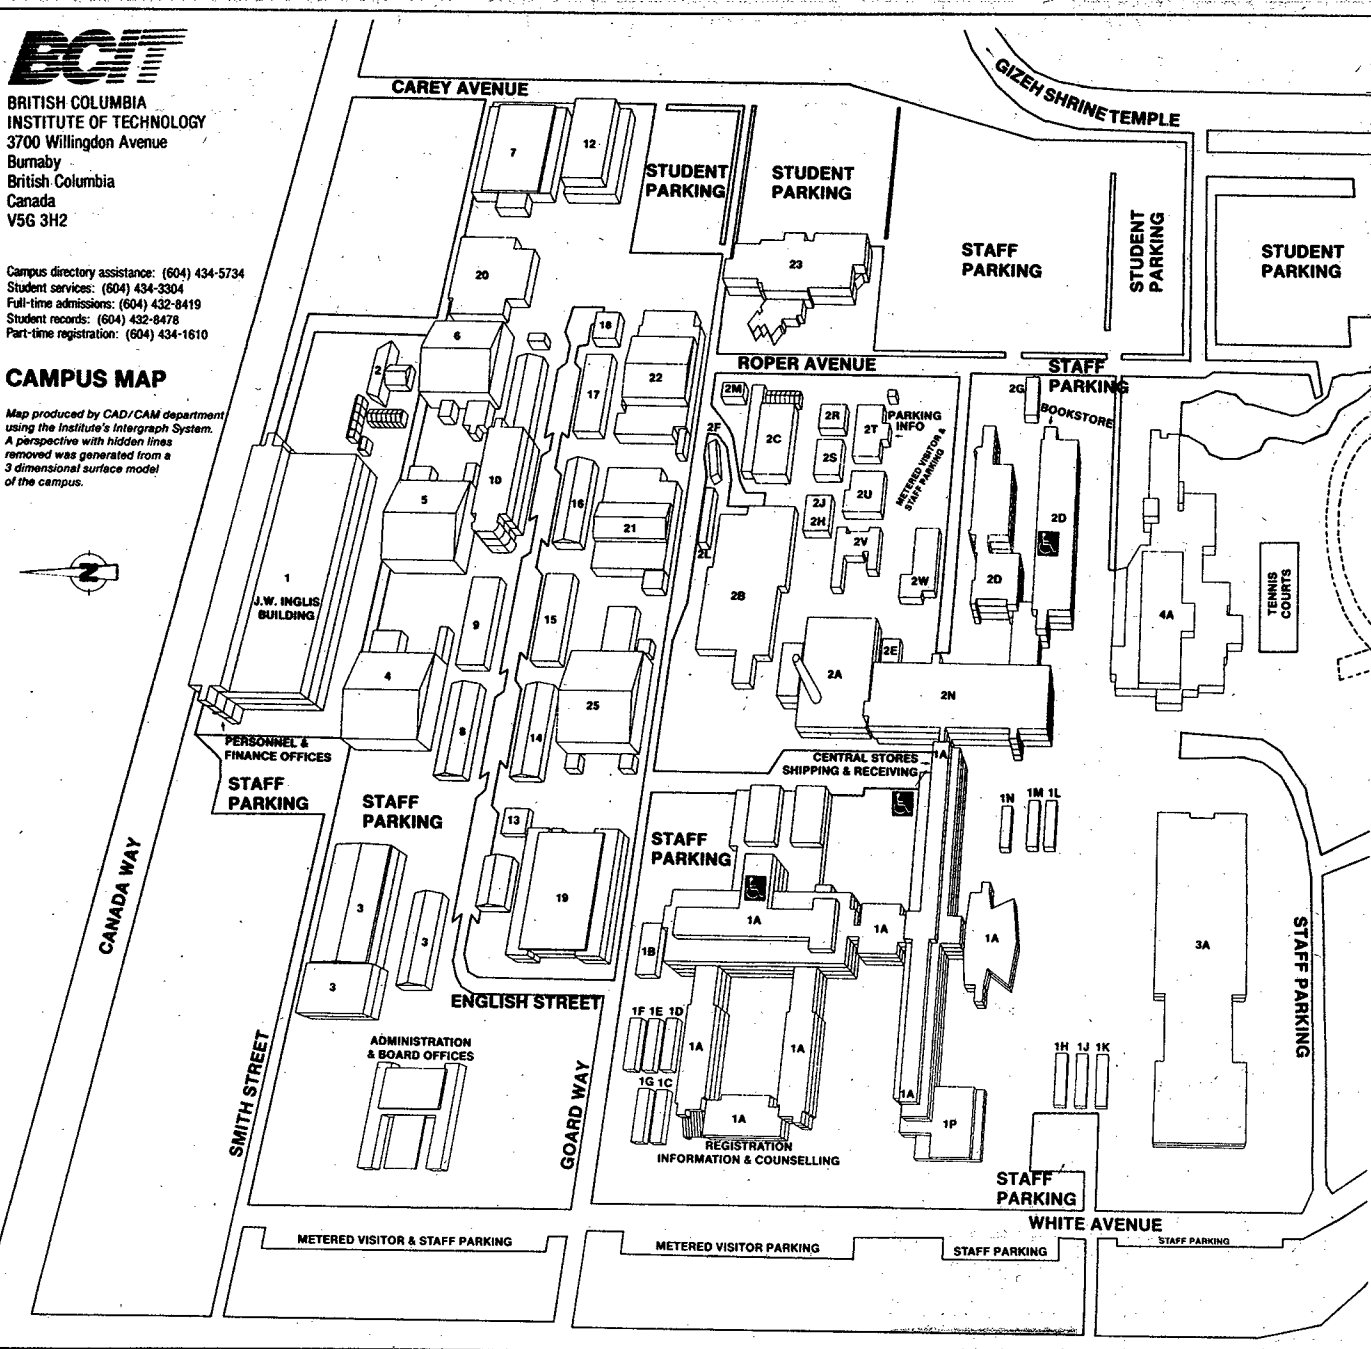 BCIT
BRITISH COLUMBIA
INSTITUTE OF TECHNOLOGY
3700 Willingdon Avenue
Burnaby
British Columbia
Canada
V5G 3H2
Campus directory assistance: (604) 434-5734
Student services: (604) 434-3304
Full-time admissions: (604) 432-8419
Student records: (604) 432-8478
Part-time registration: (604) 434-1610
CAMPUS MAP
Map produced by CAD/CAM department
using the Institute's Intergraph System.
A perspective with hidden lines
removed was generated from a
3 dimensional surface model
of the campus.
N
CAREY AVENUE
GIZEH SHRINE TEMPLE
7
12
STUDENT
PARKING
STUDENT
PARKING
STAFF
PARKING
STUDENT
PARKING
STUDENT
PARKING
20
23
6
18
ROPER AVENUE
STAFF
PARKING
2
17
22
2M
2G
BOOKSTORE
2F
2C
2R
2T
PARKING
INFO
METERED VISITOR &
STAFF PARKING
2S
5
10
16
21
2J
2H
2U
2V
2L
2W
2D
2D
1
J.W. INGLIS
BUILDING
TENNIS
COURTS
9
15
2B
4A
4
25
2A
2E
2N
8
14
PERSONNEL &
FINANCE OFFICES
STAFF
PARKING
STAFF
PARKING
CENTRAL STORES
SHIPPING & RECEIVING
1A
1N
1M
1L
13
STAFF
PARKING
CANADA WAY
3
3
3
19
1B
1A
1A
1A
3A
STAFF PARKING
ENGLISH STREET
1F
1E
1D
1A
1A
1H
1J
1K
ADMINISTRATION
& BOARD OFFICES
1G
1C
1A
1A
1P
SMITH STREET
GOARD WAY
REGISTRATION
INFORMATION & COUNSELLING
STAFF
PARKING
WHITE AVENUE
METERED VISITOR & STAFF PARKING
METERED VISITOR PARKING
STAFF PARKING
STAFF PARKING